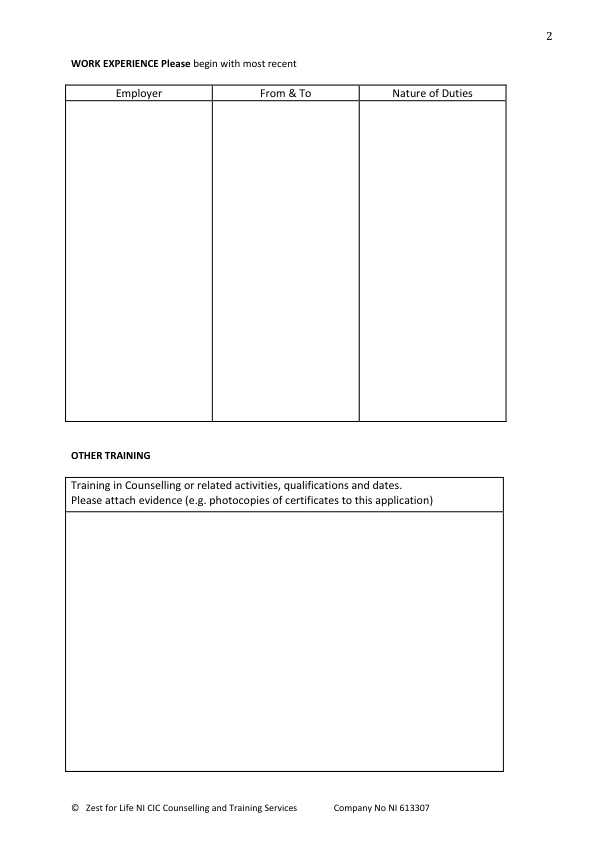 2
WORK EXPERIENCE Please begin with most recent
Employer From & To Nature of Duties
OTHER TRAINING
Training in Counselling or related activities, qualifications and dates.
Please attach evidence (e.g. photocopies of certificates to this application)
© Zest for Life NI CIC Counselling and Training Services Company No NI 613307